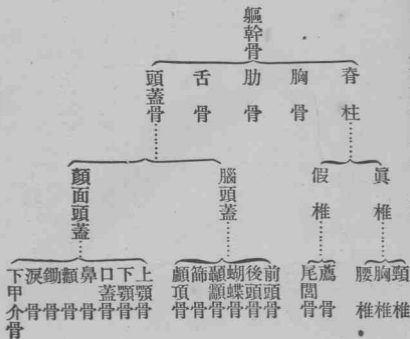 軀幹骨
脊柱
胸骨
肋骨
舌骨
頭蓋骨
眞椎
假椎
腦頭蓋
顏面頭蓋
頸椎
胸椎
腰椎
薦骨
尾閭骨
前頭骨
後頭骨
蝴蝶骨
顳顬骨
篩骨
顱頂骨
上顎骨
下顎骨
口蓋骨
鼻骨
顴骨
鋤骨
淚骨
下甲介骨